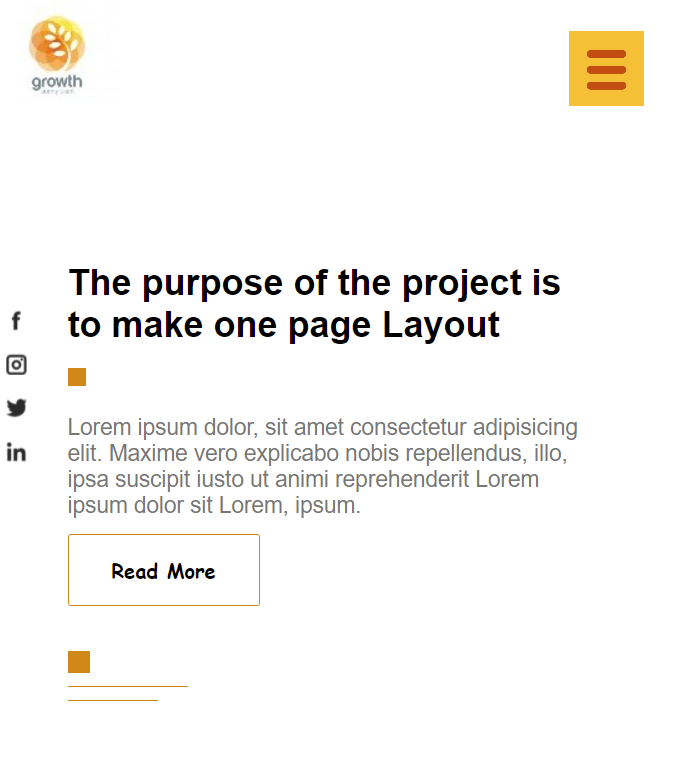 growth
The purpose of the project is
to make one page Layout
Lorem ipsum dolor, sit amet consectetur adipisicing
elit. Maxime vero explicabo nobis repellendus, illo,
ipsa suscipit iusto ut animi reprehenderit Lorem
ipsum dolor sit Lorem, ipsum.
Read More